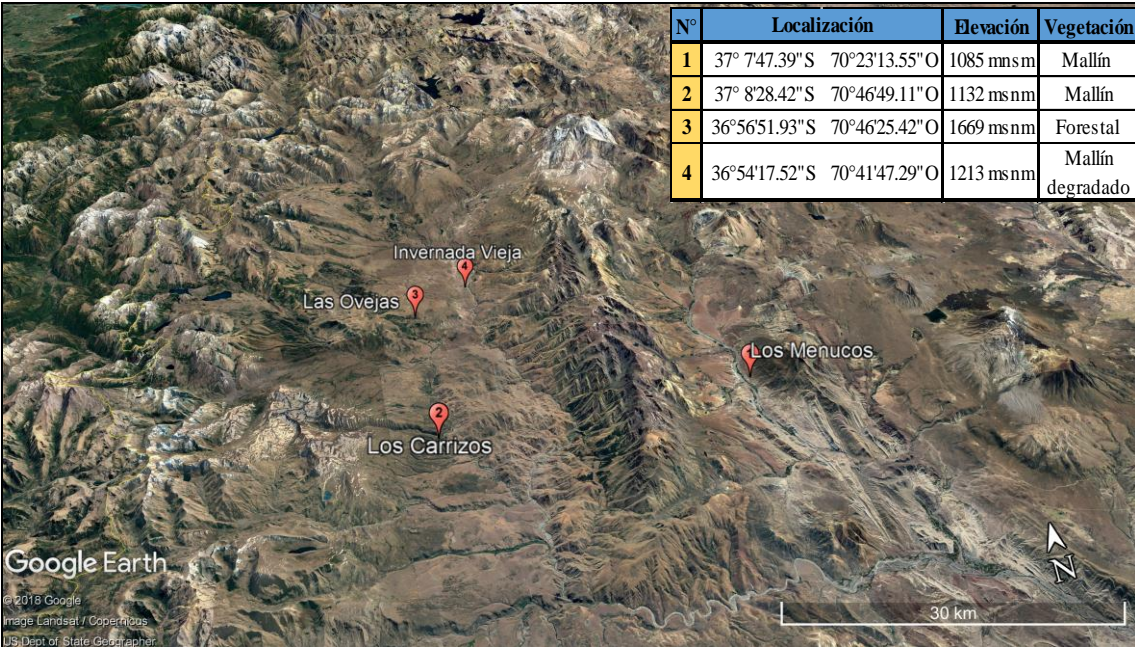 N° Localización Elevación Vegetación
1 37° 7'47.39"S 70°23'13.55"O 1085 mnsm Mallín
2 37° 8'28.42"S 70°46'49.11"O 1132 msnm Mallín
3 36°56'51.93"S 70°46'25.42"O 1669 msnm Forestal
4 36°54'17.52"S 70°41'47.29"O 1213 msnm Mallín degradado
Invernada Vieja
4
Las Ovejas 3
Los Menucos
2
Los Carrizos
Google Earth
N
© 2018 Google
30 km
Image Landsat / Copernicus
US Dept of State Geographer